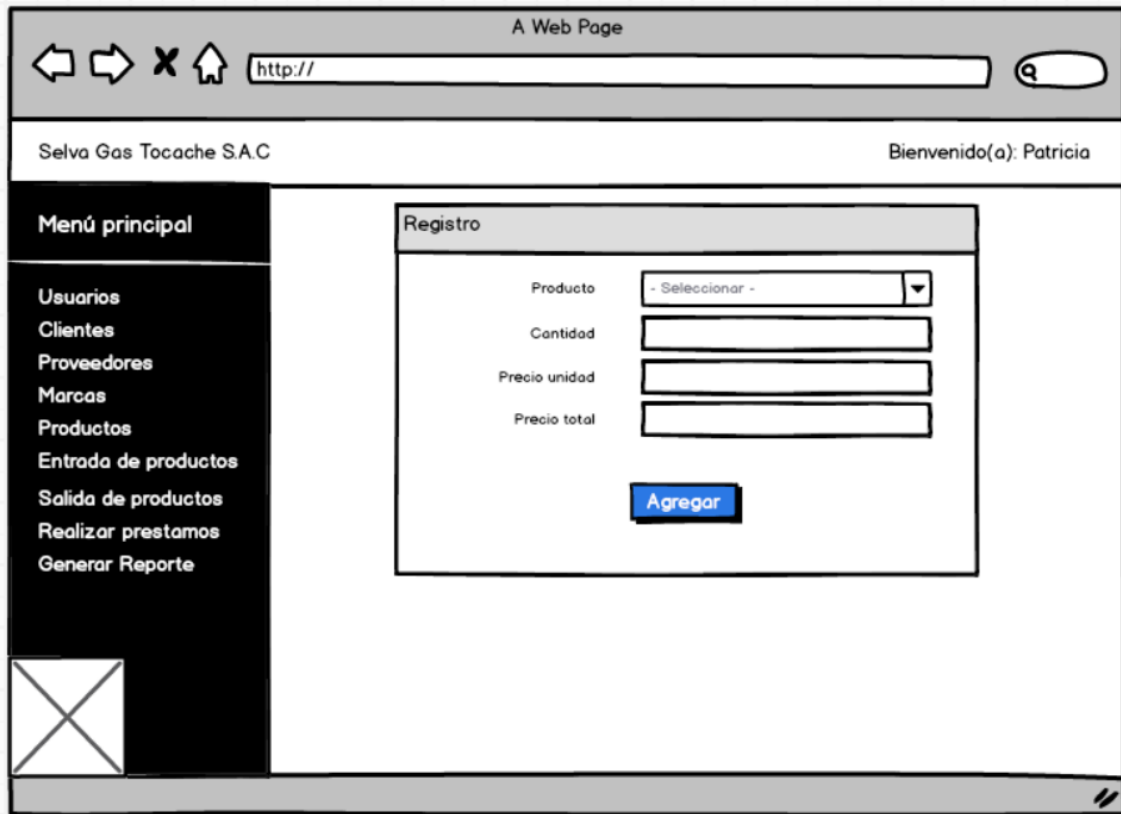 A Web Page
http://
Selva Gas Tocache S.A.C
Bienvenido(a): Patricia
Menú principal
Usuarios
Clientes
Proveedores
Marcas
Productos
Entrada de productos
Salida de productos
Realizar prestamos
Generar Reporte
Registro
Producto
- Seleccionar -
Cantidad
Precio unidad
Precio total
Agregar